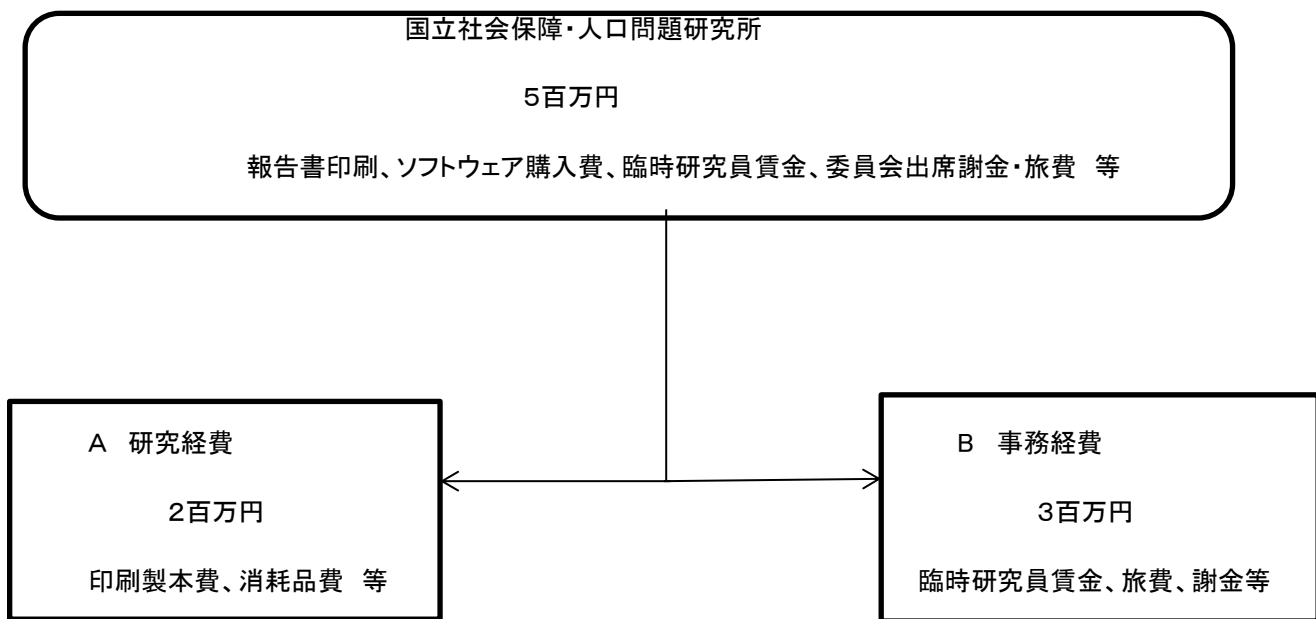 国立社会保障・人口問題研究所
5百万円
報告書印刷、ソフトウェア購入費、臨時研究員賃金、委員会出席謝金・旅費　等
A　研究経費
2百万円
印刷製本費、消耗品費　等
B　事務経費
3百万円
臨時研究員賃金、旅費、謝金等